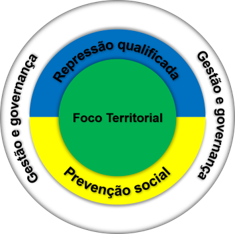 Repressão qualificada
Gestão e governança
Gestão e governança
Foco Territorial
Prevenção social